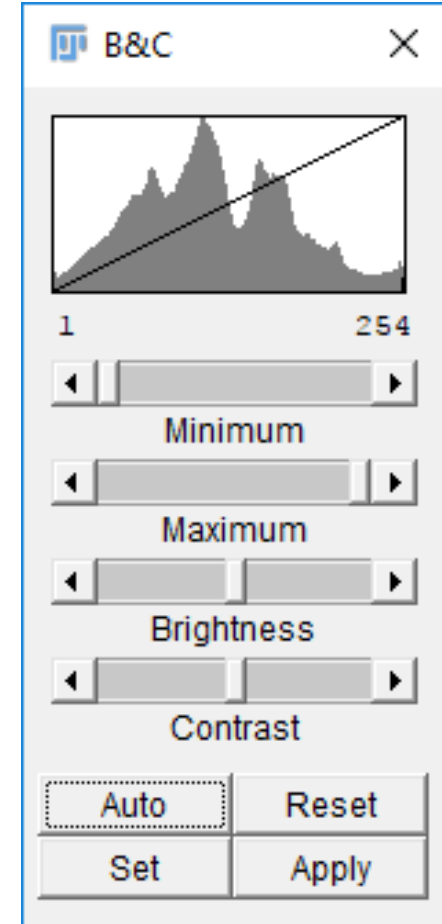 B&C
1 254
Minimum
Maximum
Brightness
Contrast
Auto Reset
Set Apply